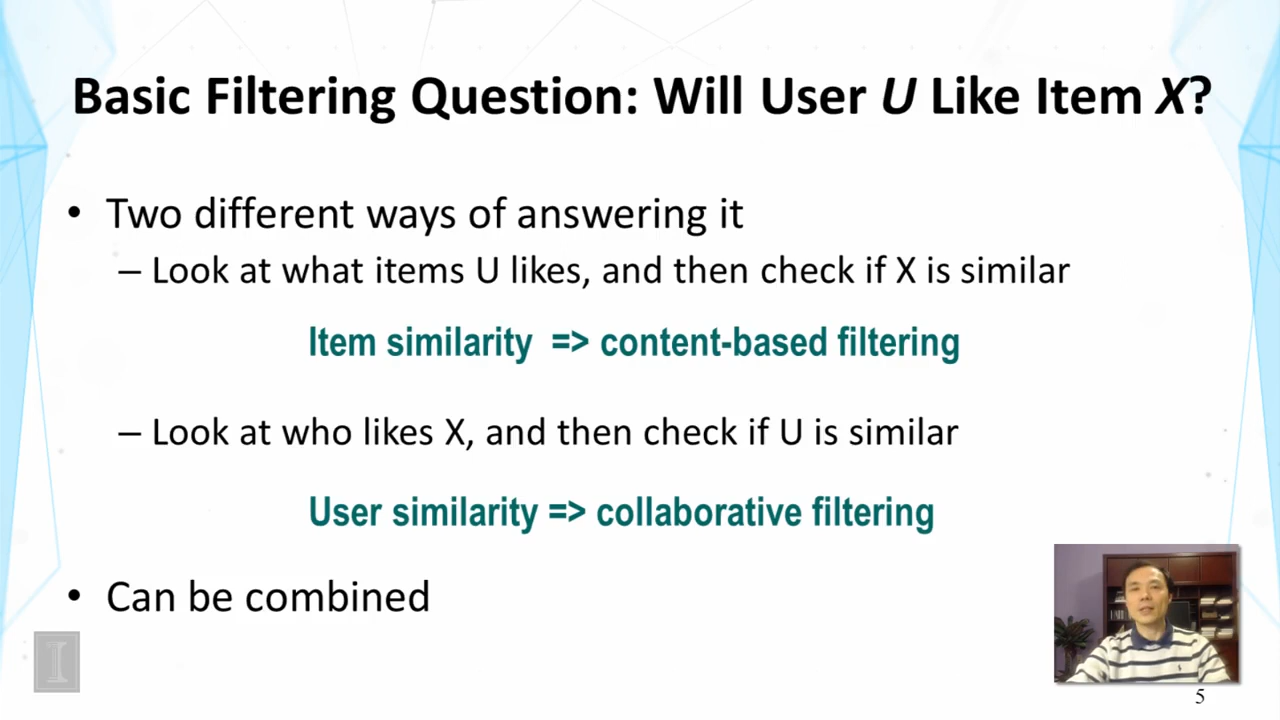 Basic Filtering Question: Will User U Like Item X?
• Two different ways of answering it
– Look at what items U likes, and then check if X is similar
Item similarity => content-based filtering
– Look at who likes X, and then check if U is similar
User similarity => collaborative filtering
• Can be combined
I
5